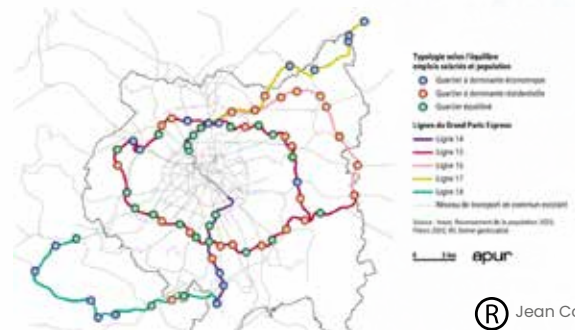 Typologie selon l'équilibre
emplois salariés et population
Quartier à dominante économique
Quartier à dominante résidentielle
Quartier équilibré
Lignes du Grand Paris Express
Ligne 14
Ligne 15
Ligne 16
Ligne 17
Ligne 18
Réseau de transport en commun existant
apur
® Jean Co